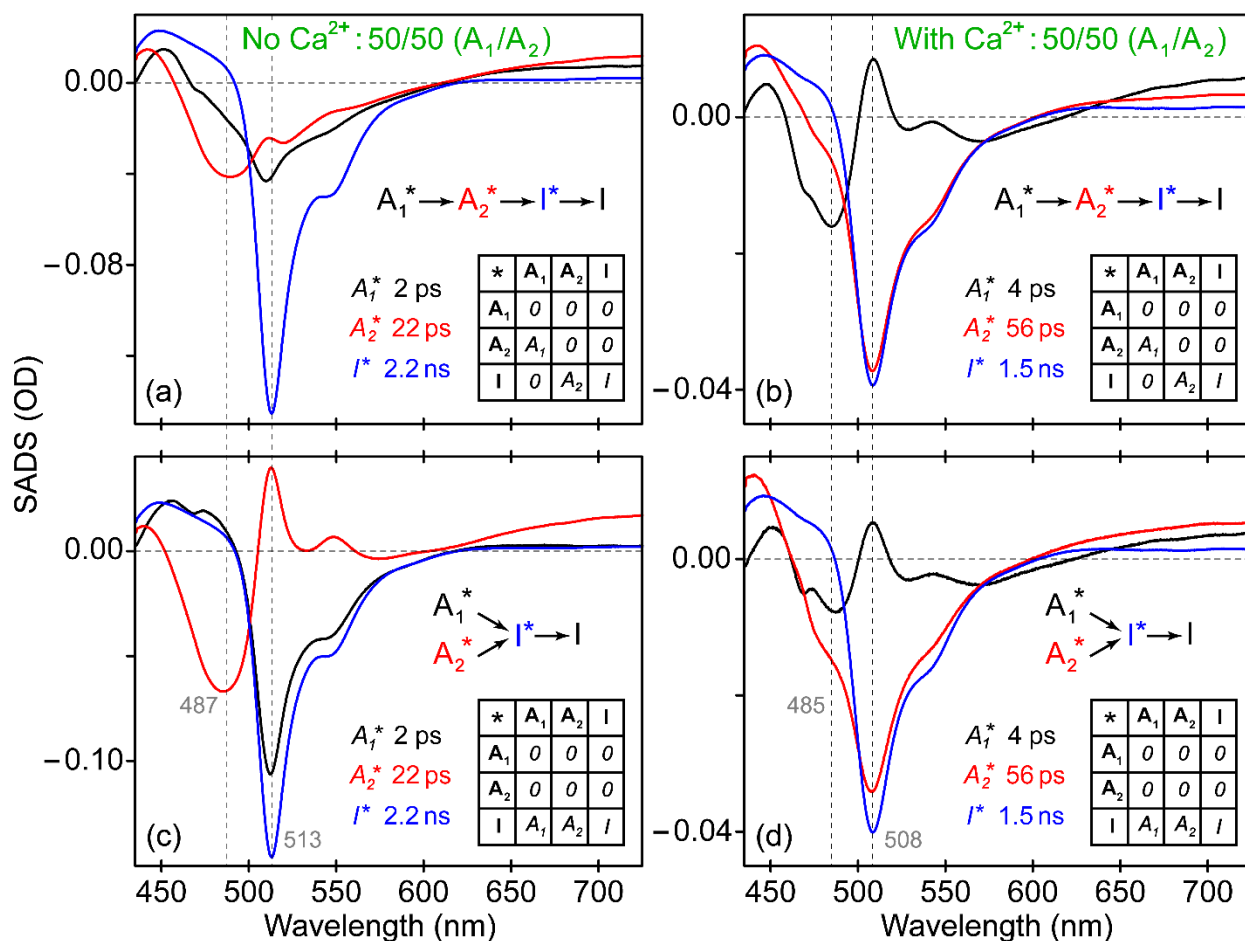 SADS (OD)
No Ca²⁺ : 50/50 (A₁/A₂)
0.00
−0.08
A₁* → A₂* → I* → I
A₁* 2 ps
A₂* 22 ps
I* 2.2 ns
* A₁ A₂ I
A₁ 0 0 0
A₂ A₁ 0 0
I 0 A₂ I
(a)
With Ca²⁺ : 50/50 (A₁/A₂)
0.00
−0.04
A₁* → A₂* → I* → I
A₁* 4 ps
A₂* 56 ps
I* 1.5 ns
* A₁ A₂ I
A₁ 0 0 0
A₂ A₁ 0 0
I 0 A₂ I
(b)
0.00
−0.10
487
513
A₁*
A₂*
I* → I
A₁* 2 ps
A₂* 22 ps
I* 2.2 ns
* A₁ A₂ I
A₁ 0 0 0
A₂ 0 0 0
I A₁ A₂ I
(c)
450 500 550 600 650 700
Wavelength (nm)
0.00
−0.04
485
508
A₁*
A₂*
I* → I
A₁* 4 ps
A₂* 56 ps
I* 1.5 ns
* A₁ A₂ I
A₁ 0 0 0
A₂ 0 0 0
I A₁ A₂ I
(d)
450 500 550 600 650 700
Wavelength (nm)